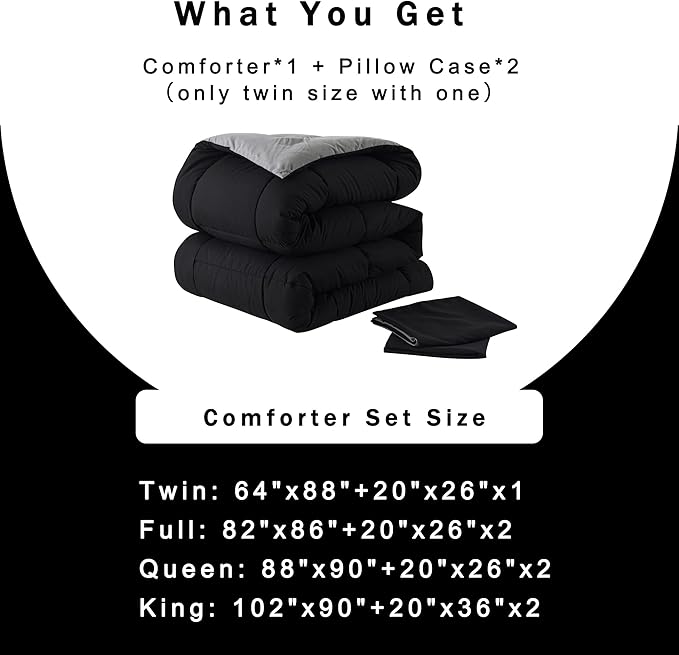 What You Get
Comforter*1 + Pillow Case*2
（only twin size with one）
Comforter Set Size
Twin: 64"x88"+20"x26"x1
Full: 82"x86"+20"x26"x2
Queen: 88"x90"+20"x26"x2
King: 102"x90"+20"x36"x2